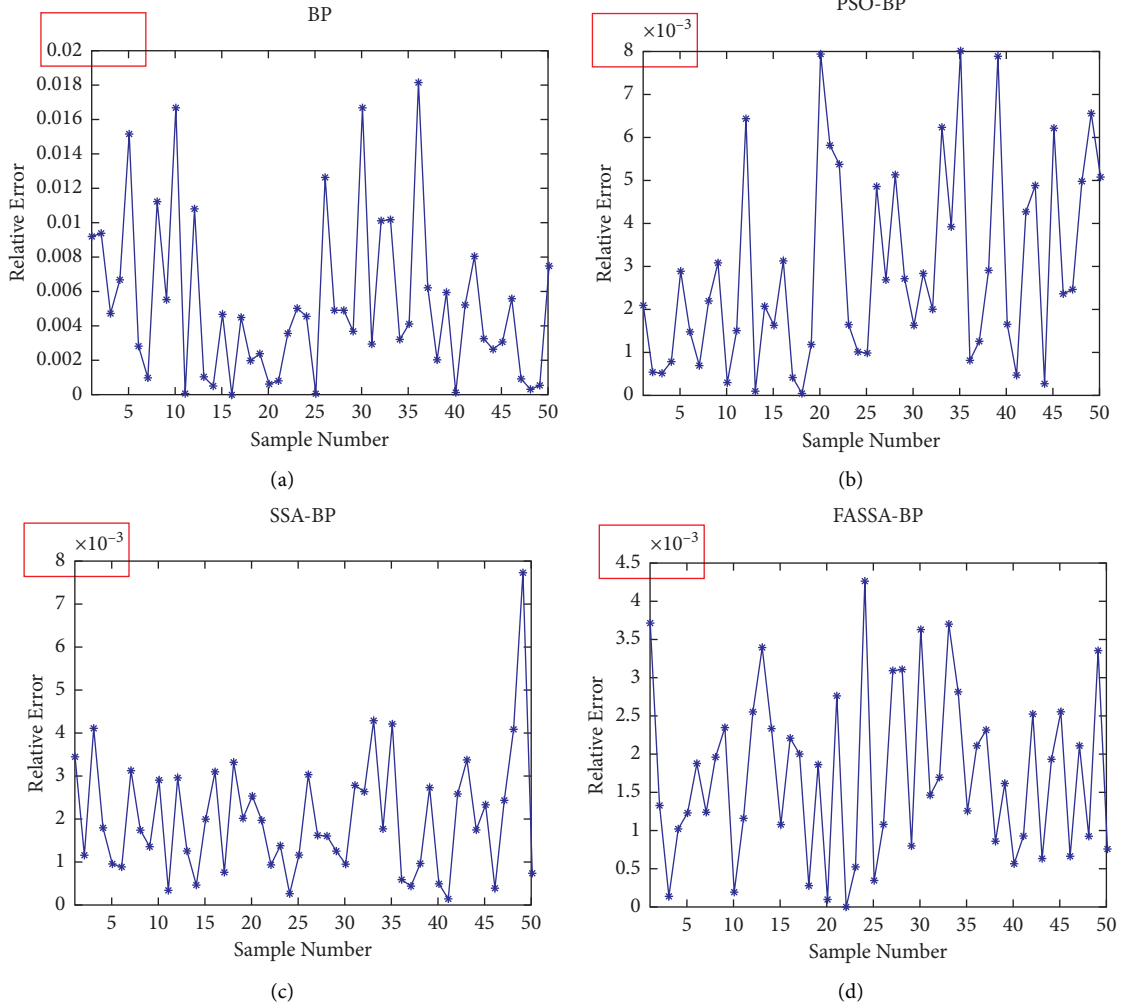 BP
0.02
0.018
0.016
0.014
0.012
0.01
0.008
0.006
0.004
0.002
0
Relative Error
5 10 15 20 25 30 35 40 45 50
Sample Number
(a)
PSO-BP
×10⁻³
8
7
6
5
4
3
2
1
0
Relative Error
5 10 15 20 25 30 35 40 45 50
Sample Number
(b)
SSA-BP
×10⁻³
8
7
6
5
4
3
2
1
0
Relative Error
5 10 15 20 25 30 35 40 45 50
Sample Number
(c)
FASSA-BP
×10⁻³
4.5
4
3.5
3
2.5
2
1.5
1
0.5
0
Relative Error
5 10 15 20 25 30 35 40 45 50
Sample Number
(d)